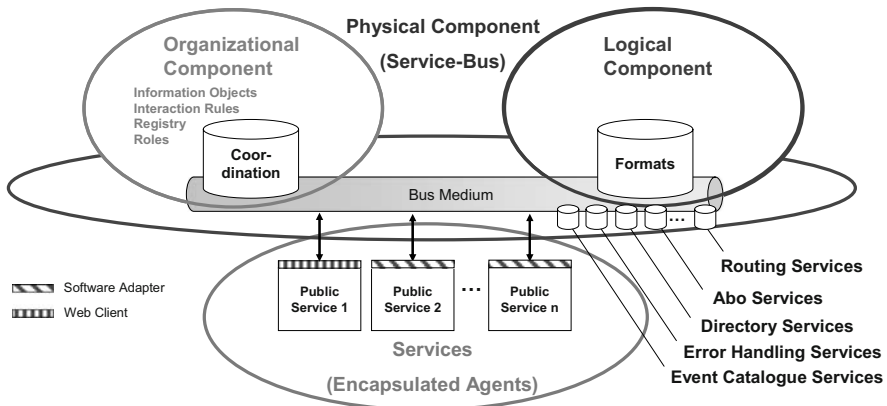 Organizational
Component
Information Objects
Interaction Rules
Registry
Roles
Physical Component
(Service-Bus)
Logical
Component
Coor-
dination
Formats
Bus Medium
...
Software Adapter
Web Client
Public
Service 1
Public
Service 2
...
Public
Service n
Services
(Encapsulated Agents)
Routing Services
Abo Services
Directory Services
Error Handling Services
Event Catalogue Services